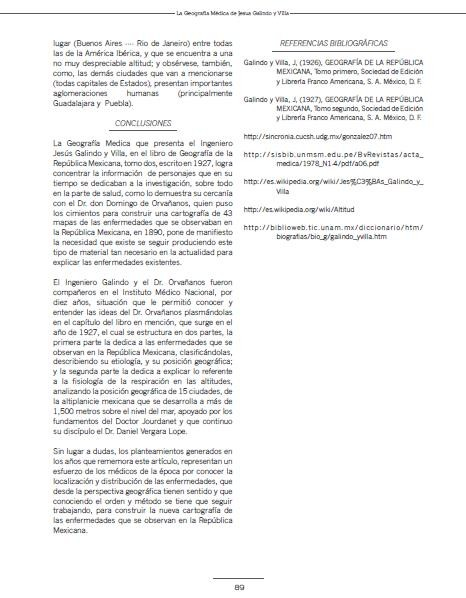 La Geografía Médica de Jesus Galindo y Villa
lugar (Buenos Aires ---- Rio de Janeiro) entre todas
las de la América Ibérica, y que se encuentra a una
no muy despreciable altitud; y obsérvese, también,
como, las demás ciudades que van a mencionarse
(todas capitales de Estados), presentan importantes
aglomeraciones humanas (principalmente
Guadalajara y Puebla).
CONCLUSIONES
La Geografía Medica que presenta el Ingeniero
Jesús Galindo y Villa, en el libro de Geografía de la
República Mexicana, tomo dos, escrito en 1927, logra
concentrar la información de personajes que en su
tiempo se dedicaban a la investigación, sobre todo
en la parte de salud, como lo demuestra su cercanía
con el Dr. don Domingo de Orvañanos, quien puso
los cimientos para construir una cartografía de 43
mapas de las enfermedades que se observaban en
la República Mexicana, en 1890, pone de manifiesto
la necesidad que existe se seguir produciendo este
tipo de material tan necesario en la actualidad para
explicar las enfermedades existentes.
El Ingeniero Galindo y el Dr. Orvañanos fueron
compañeros en el Instituto Médico Nacional, por
diez años, situación que le permitió conocer y
entender las ideas del Dr. Orvañanos plasmándolas
en el capítulo del libro en mención, que surge en el
año de 1927, el cual se estructura en dos partes, la
primera parte la dedica a las enfermedades que se
observan en la República Mexicana, clasificándolas,
describiendo su etiología, y su posición geográfica;
y la segunda parte la dedica a explicar lo referente
a la fisiología de la respiración en las altitudes,
analizando la posición geográfica de 15 ciudades, de
la altiplanicie mexicana que se desarrolla a más de
1,500 metros sobre el nivel del mar, apoyado por los
fundamentos del Doctor Jourdanet y que continuo
su discípulo el Dr. Daniel Vergara Lope.
Sin lugar a dudas, los planteamientos generados en
los años que rememora este artículo, representan un
esfuerzo de los médicos de la época por conocer la
localización y distribución de las enfermedades, que
desde la perspectiva geográfica tienen sentido y que
conociendo el orden y método se tiene que seguir
trabajando, para construir la nueva cartografía de
las enfermedades que se observan en la República
Mexicana.
REFERENCIAS BIBLIOGRÁFICAS
Galindo y Villa, J, (1926), GEOGRAFÍA DE LA REPÚBLICA
MEXICANA, Tomo primero, Sociedad de Edición
y Librería Franco Americana, S. A. México, D. F.
Galindo y Villa, J, (1927), GEOGRAFÍA DE LA REPÚBLICA
MEXICANA, Tomo segundo, Sociedad de Edición
y Librería Franco Americana, S. A. México, D. F.
http://sincronia.cucsh.udg.mx/gonzalez07.htm
http://sisbib.unmsm.edu.pe/BvRevistas/acta_
medica/1978_N1-4/pdf/a06.pdf
http://es.wikipedia.org/wiki/Jes%C3%BAs_Galindo_y_
Villa
http://es.wikipedia.org/wiki/Altitud
http://biblioweb.tic.unam.mx/diccionario/htm/
biografias/bio_g/galindo_yvilla.htm
89